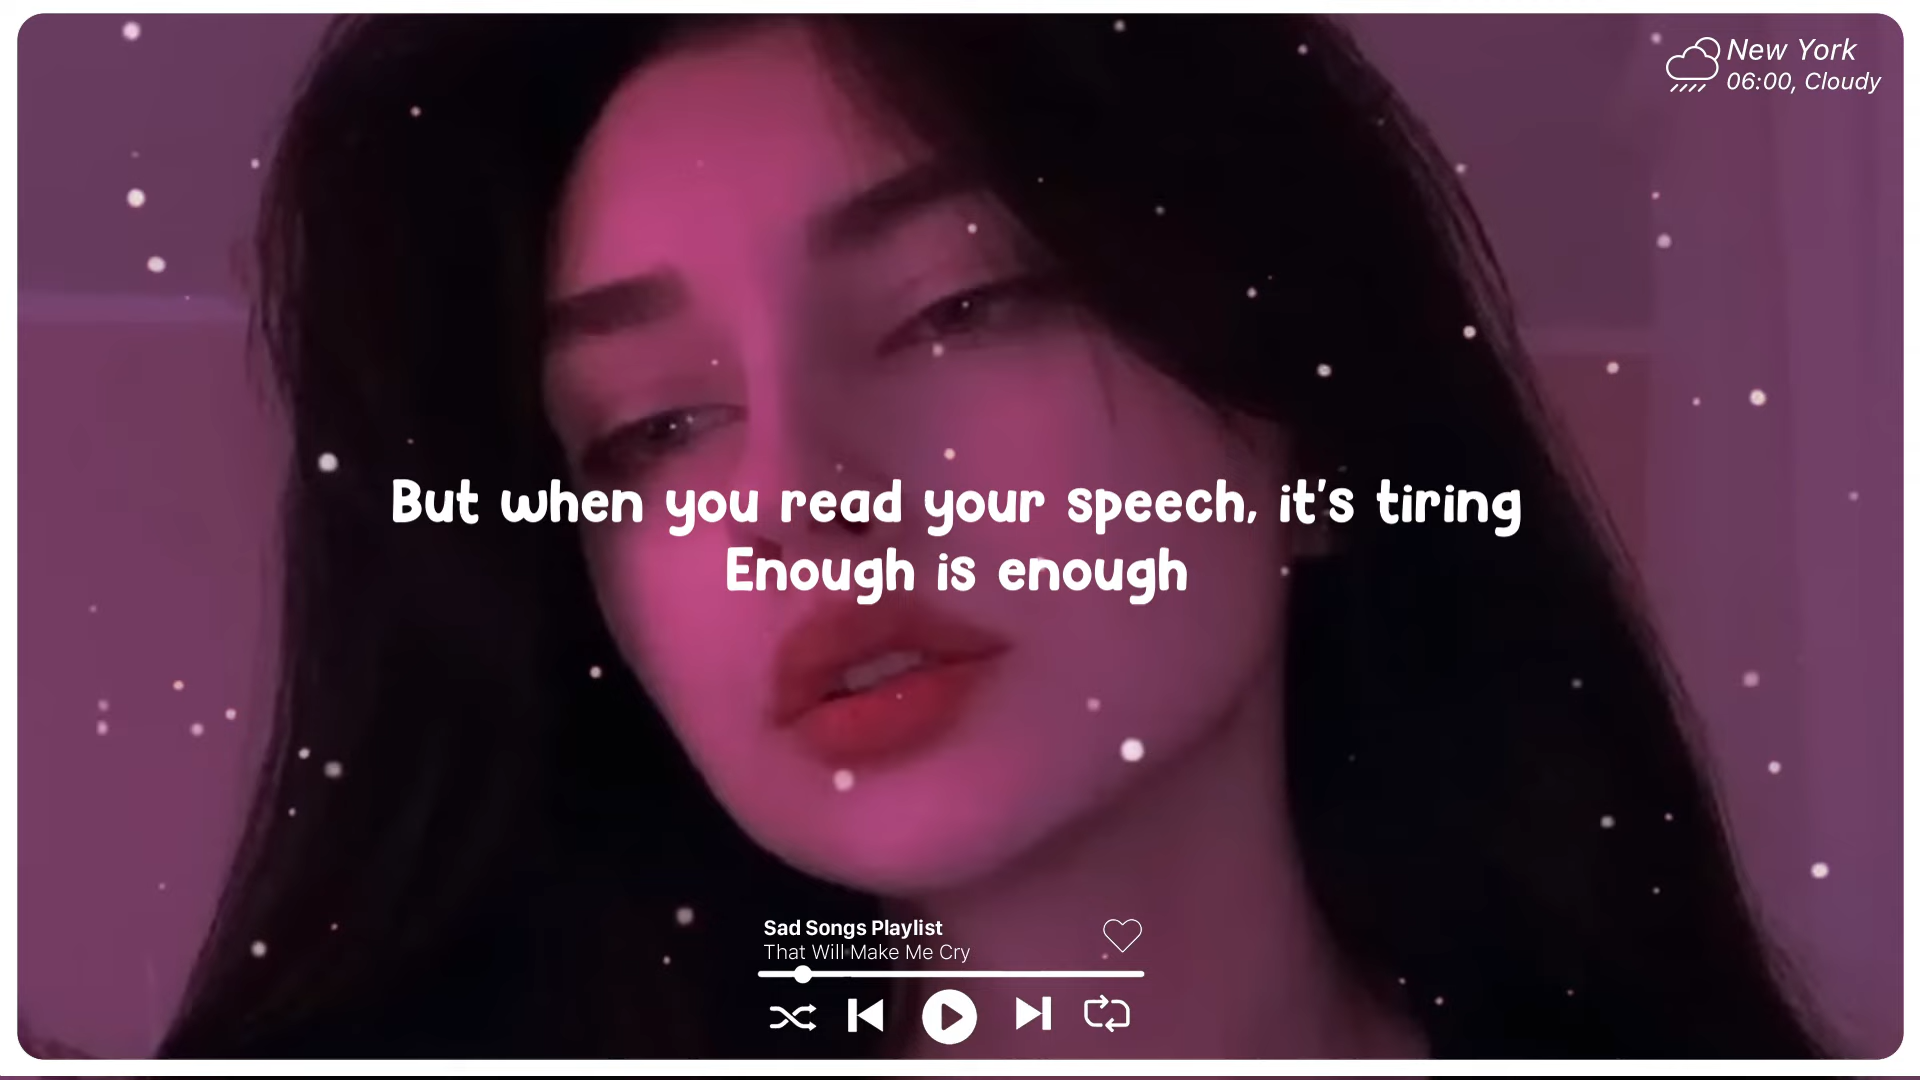 New York
06:00, Cloudy
But when you read your speech, it's tiring
Enough is enough
Sad Songs Playlist
That Will Make Me Cry